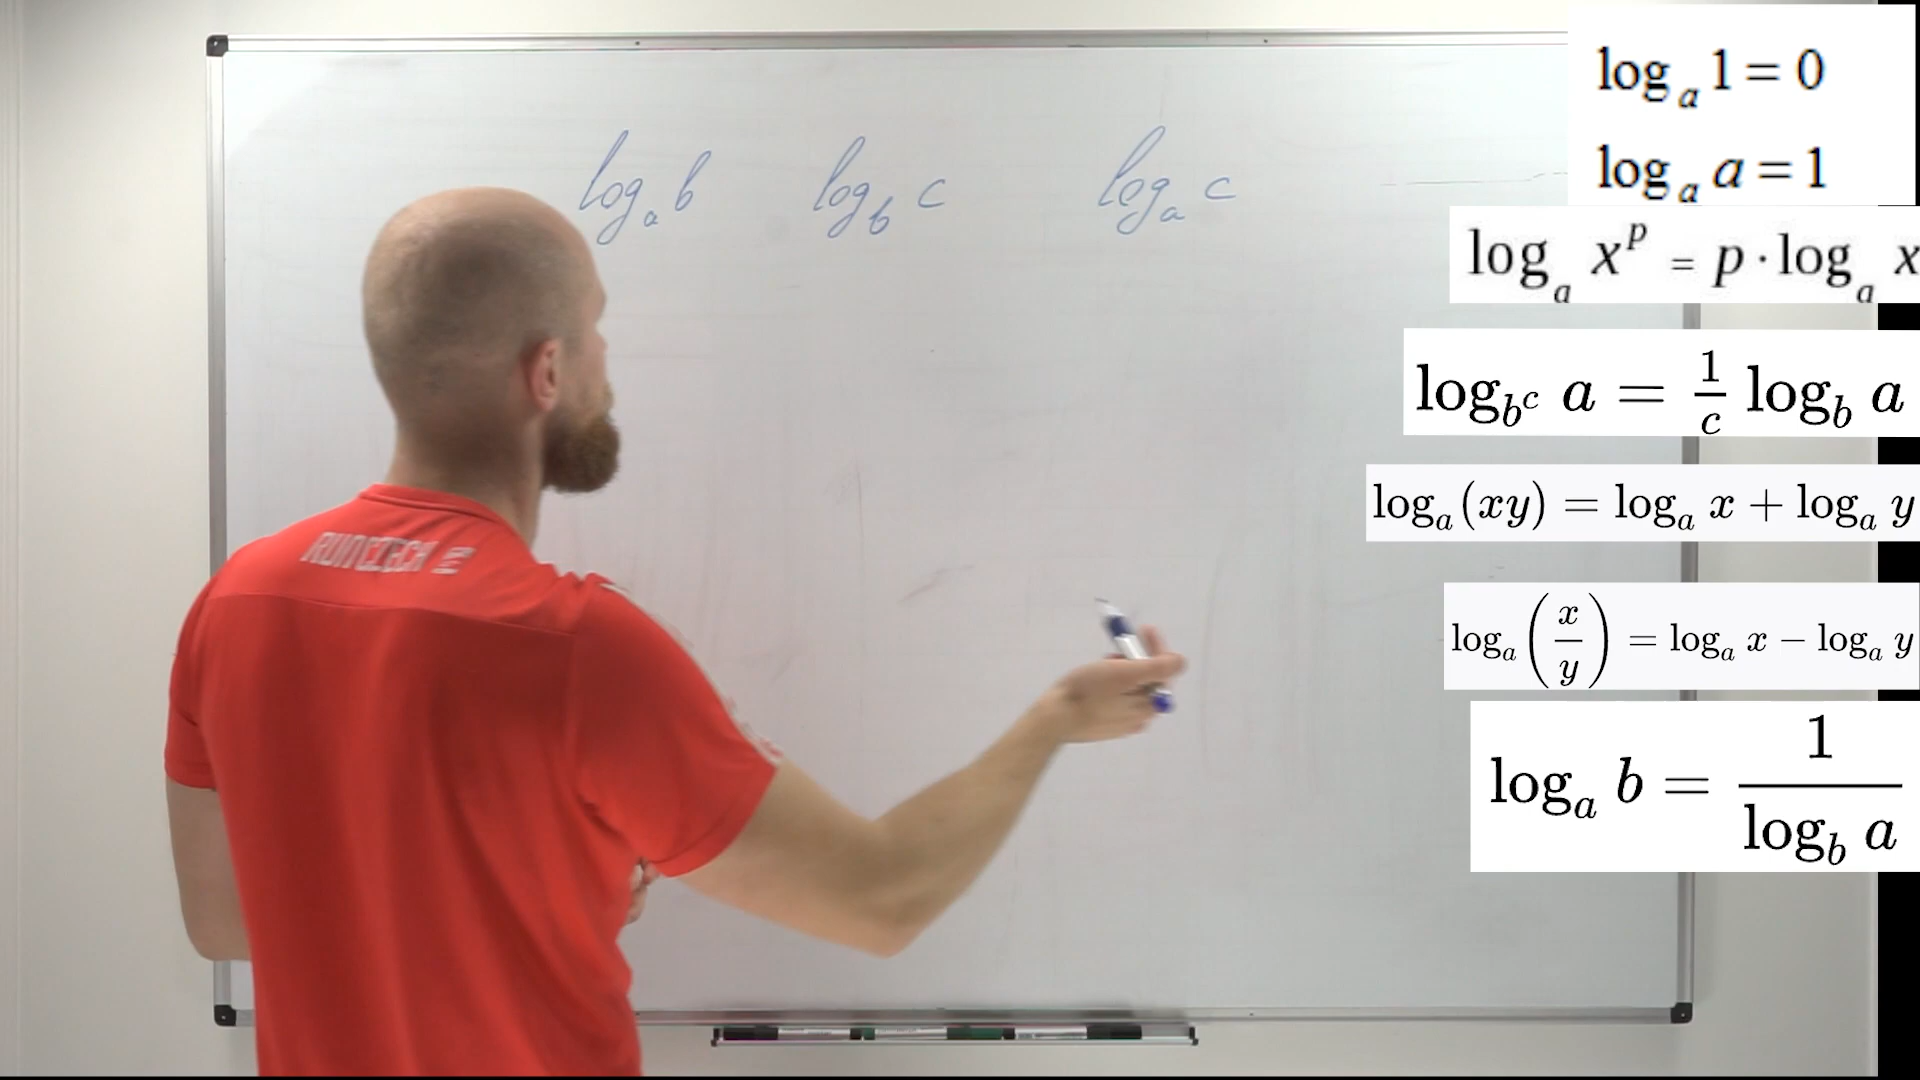 log_a b log_b c log_a c
log_a 1 = 0
log_a a = 1
log_a x^p = p · log_a x
log_{b^c} a = 1/c log_b a
log_a(xy) = log_a x + log_a y
log_a(x/y) = log_a x − log_a y
log_a b = 1/log_b a
RUNCZECH